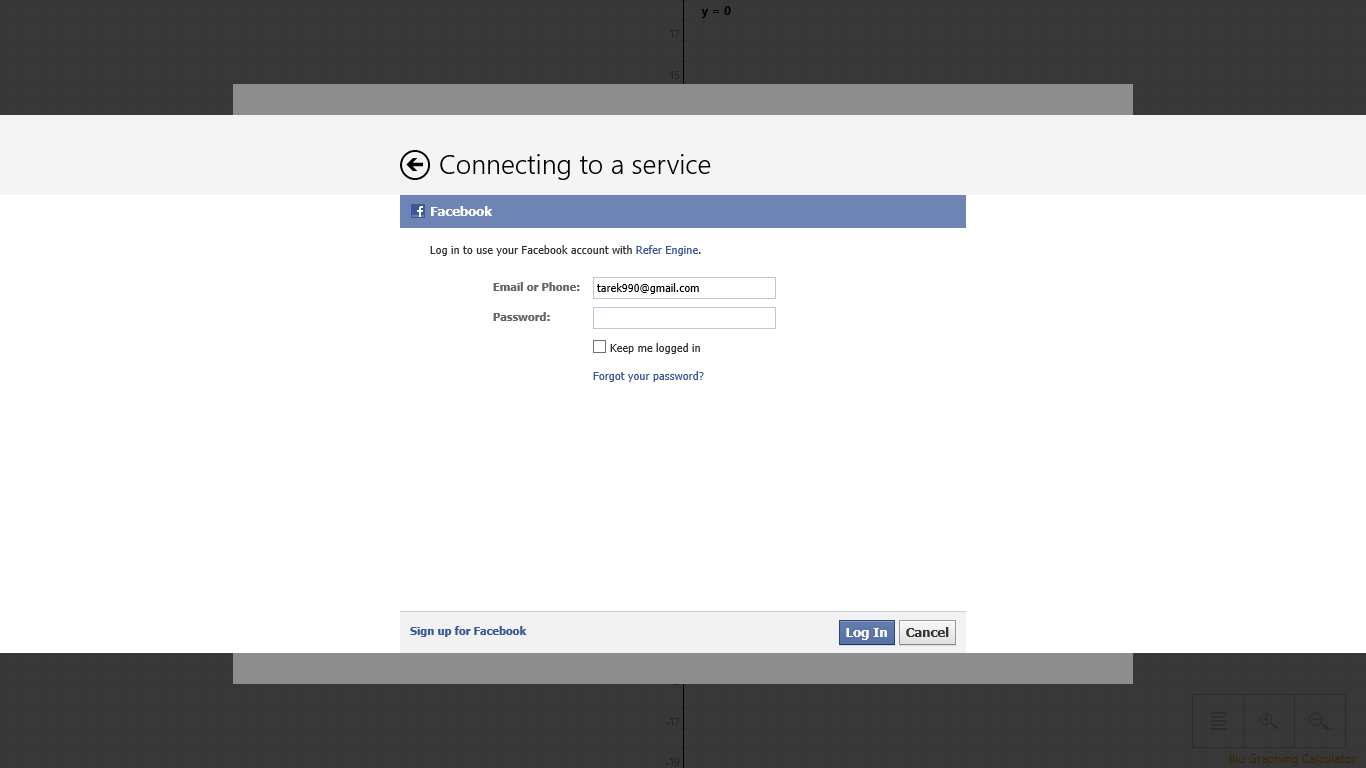 y = 0
17
15
Connecting to a service
Facebook
Log in to use your Facebook account with Refer Engine.
Email or Phone: tarek990@gmail.com
Password:
Keep me logged in
Forgot your password?
Sign up for Facebook
Log In Cancel
-17
-19
Blu Graphing Calculator